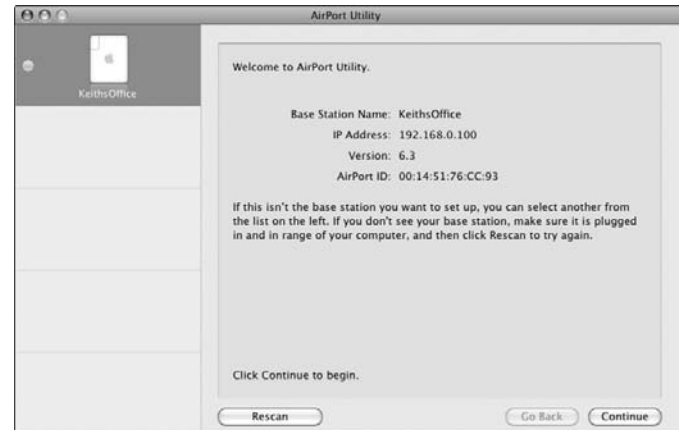 AirPort Utility
KeithsOffice
Welcome to AirPort Utility.
Base Station Name: KeithsOffice
IP Address: 192.168.0.100
Version: 6.3
AirPort ID: 00:14:51:76:CC:93
If this isn't the base station you want to set up, you can select another from
the list on the left. If you don't see your base station, make sure it is plugged
in and in range of your computer, and then click Rescan to try again.
Click Continue to begin.
Rescan
Go Back
Continue